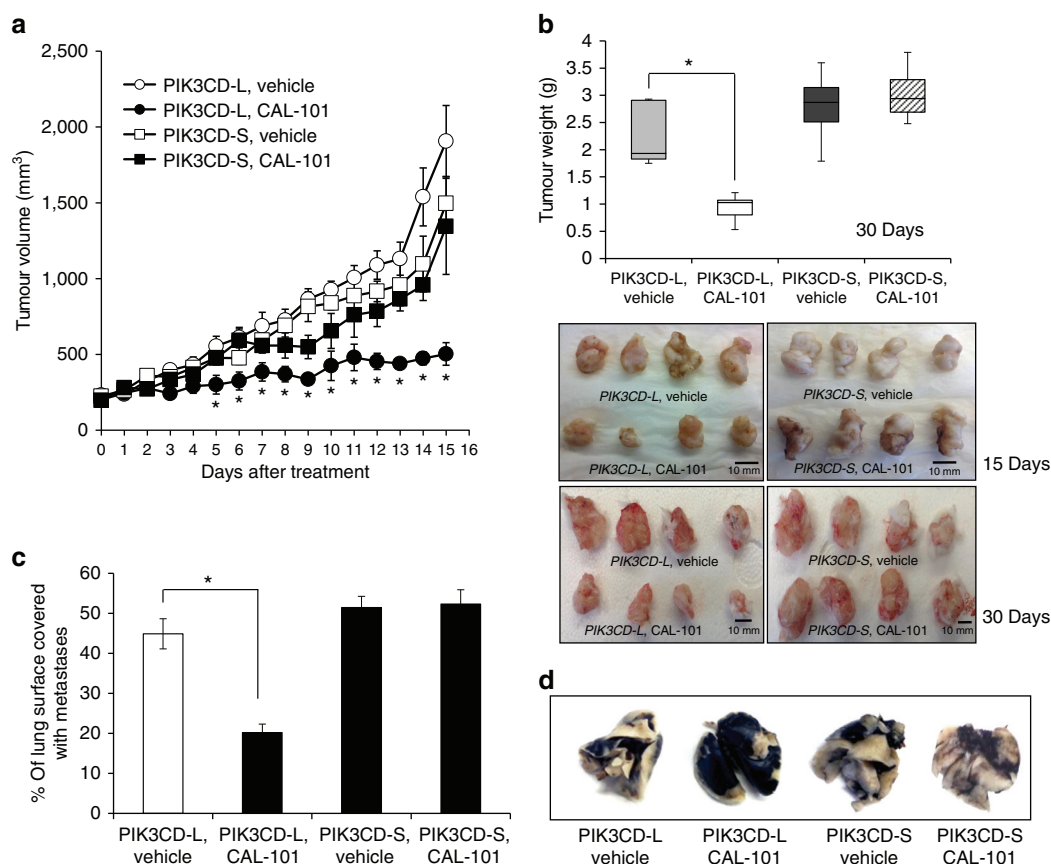 a
2,500
2,000
1,500
1,000
500
0
Tumour volume (mm³)
PIK3CD-L, vehicle
PIK3CD-L, CAL-101
PIK3CD-S, vehicle
PIK3CD-S, CAL-101
* * * * * * * * * * *
0 1 2 3 4 5 6 7 8 9 10 11 12 13 14 15 16
Days after treatment
b
4
3.5
3
2.5
2
1.5
1
0.5
0
Tumour weight (g)
*
30 Days
PIK3CD-L,
vehicle
PIK3CD-L,
CAL-101
PIK3CD-S,
vehicle
PIK3CD-S,
CAL-101
PIK3CD-L, vehicle
PIK3CD-L, CAL-101
10 mm
PIK3CD-S, vehicle
PIK3CD-S, CAL-101
10 mm
15 Days
PIK3CD-L, vehicle
PIK3CD-L, CAL-101
10 mm
PIK3CD-S, vehicle
PIK3CD-S, CAL-101
10 mm
30 Days
c
60
50
40
30
20
10
0
% Of lung surface covered
with metastases
*
PIK3CD-L,
vehicle
PIK3CD-L,
CAL-101
PIK3CD-S,
vehicle
PIK3CD-S,
CAL-101
d
PIK3CD-L
vehicle
PIK3CD-L
CAL-101
PIK3CD-S
vehicle
PIK3CD-S
CAL-101